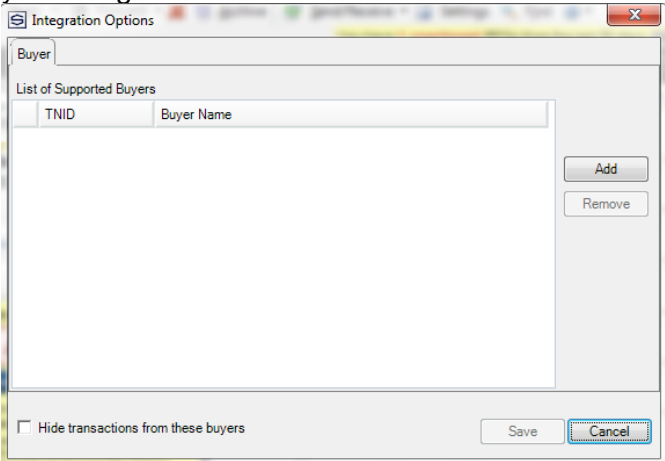 Integration Options
Buyer
List of Supported Buyers
TNID Buyer Name
Add
Remove
Hide transactions from these buyers
Save Cancel